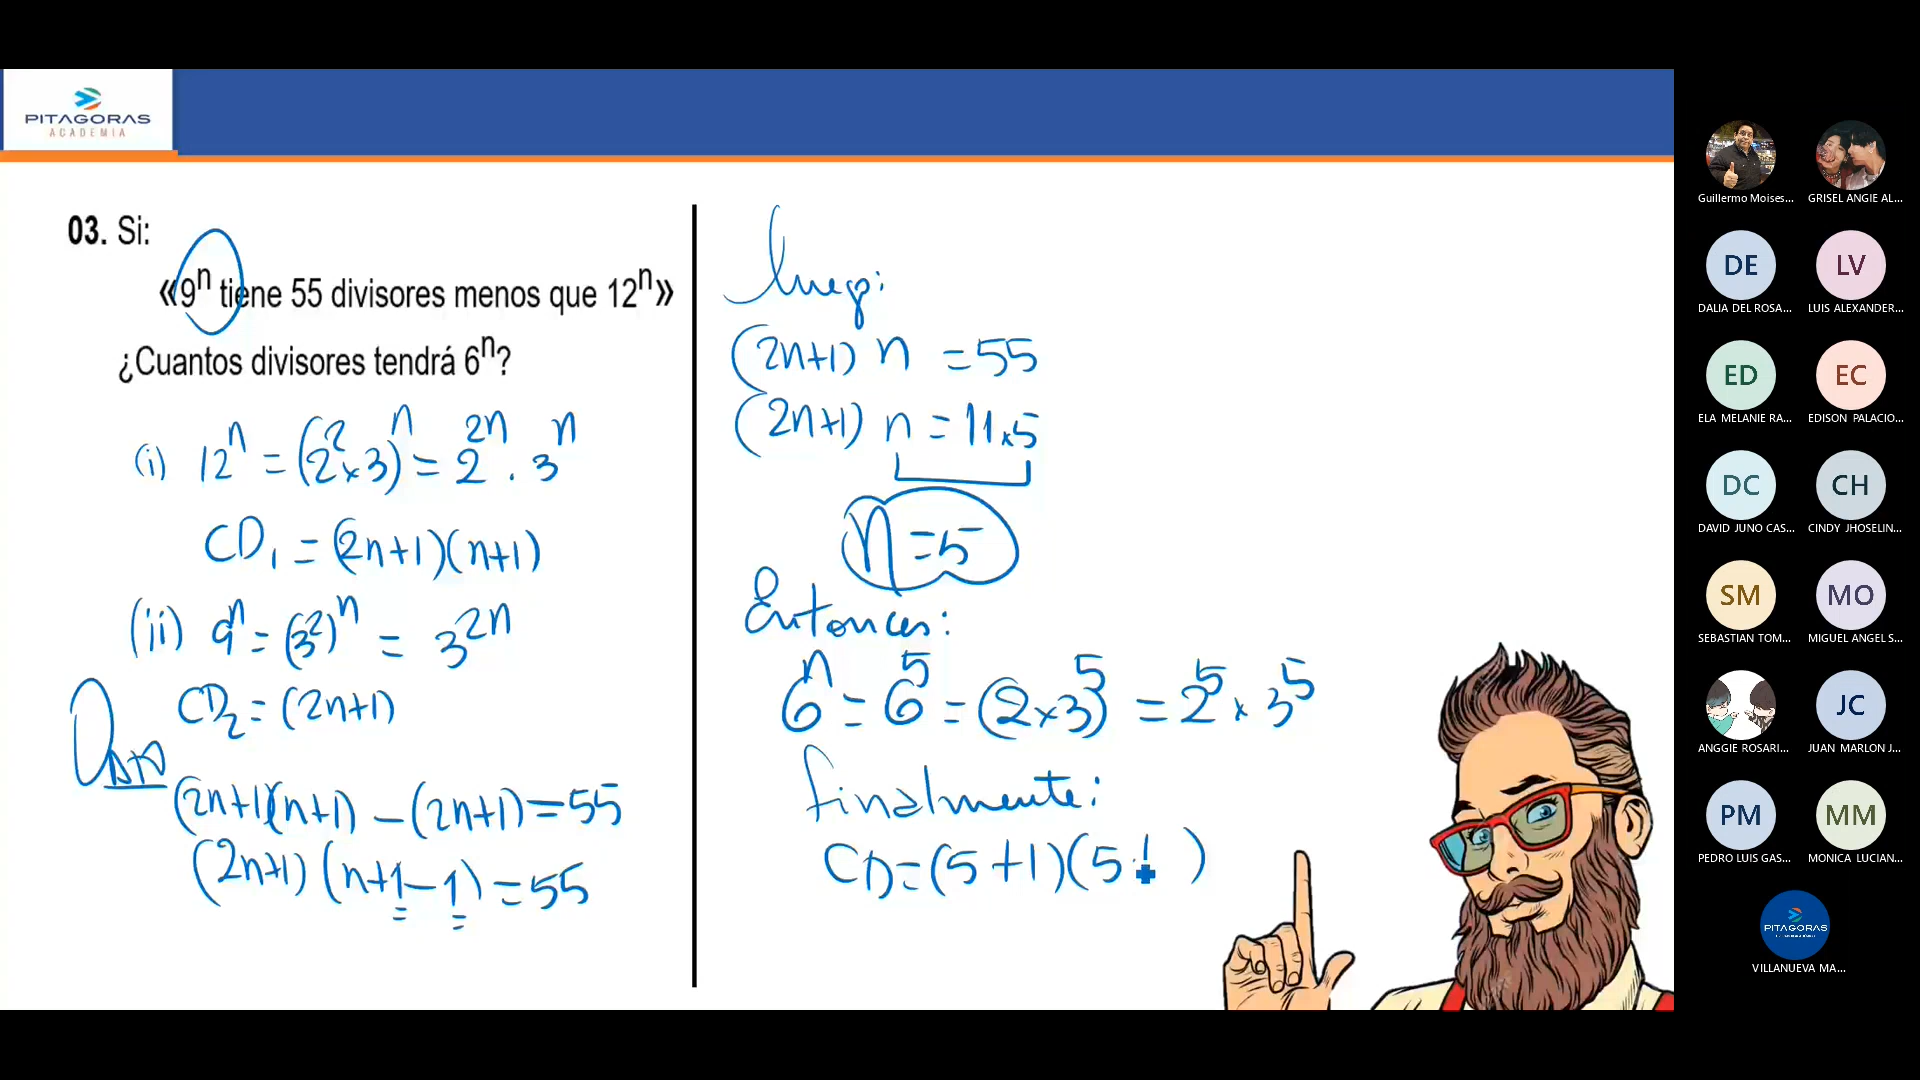 PITAGORAS
ACADEMIA
03. Si:
«9ⁿ tiene 55 divisores menos que 12ⁿ»
¿Cuantos divisores tendrá 6ⁿ?
(i) 12ⁿ = (2² × 3)ⁿ = 2²ⁿ . 3ⁿ
CD₁ = (2n+1)(n+1)
(ii) 9ⁿ = (3²)ⁿ = 3²ⁿ
CD₂ = (2n+1)
(2n+1)(n+1) – (2n+1) = 55
(2n+1) (n+1–1) = 55
luego:
(2n+1) n = 55
(2n+1) n = 11 × 5
n = 5
Entonces:
6ⁿ = 6⁵ = (2×3)⁵ = 2⁵ × 3⁵
finalmente:
CD = (5+1)(5+ )
Guillermo Moises...
GRISEL ANGIE AL...
DE
DALIA DEL ROSA...
LV
LUIS ALEXANDER...
ED
ELA MELANIE RA...
EC
EDISON PALACIO...
DC
DAVID JUNO CAS...
CH
CINDY JHOSELIN...
SM
SEBASTIAN TOM...
MO
MIGUEL ANGEL S...
ANGGIE ROSARI...
JC
JUAN MARLON J...
PM
PEDRO LUIS GAS...
MM
MONICA LUCIAN...
PITAGORAS
VILLANUEVA MA...